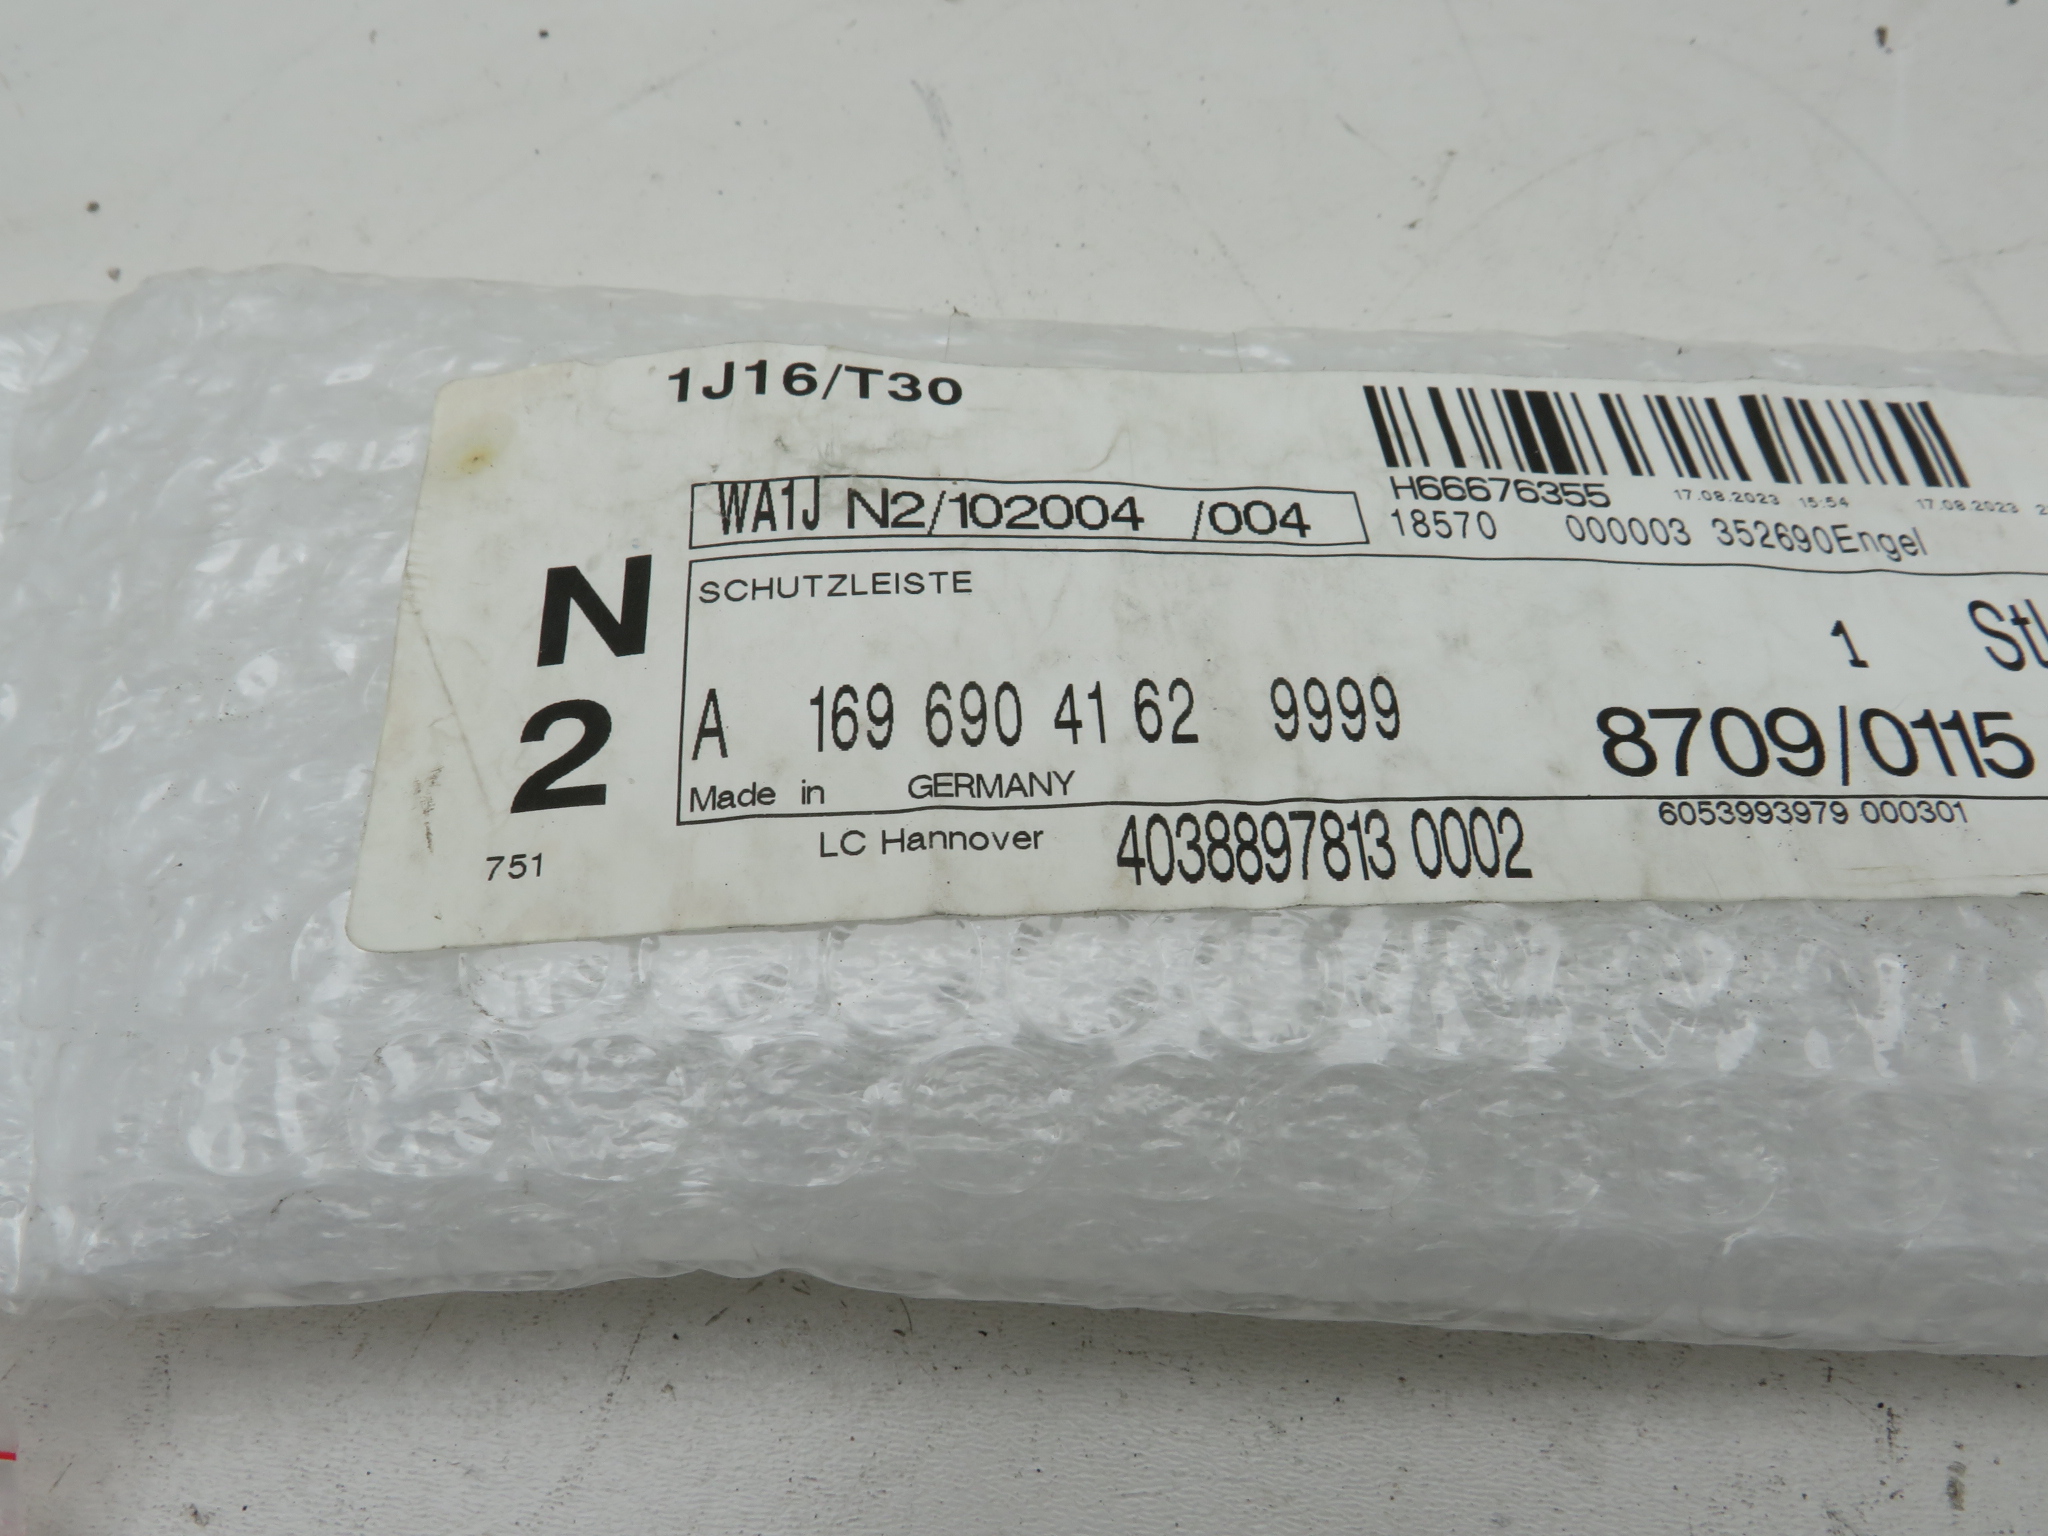 1J16/T30
H66676355 17.08.2023 15:54 17.08.2023
WA1J N2/102004 /004
18570 000003 352690Engel
N
2
SCHUTZLEISTE
1
A 169 690 41 62 9999
8709/0115
Made in GERMANY
6053993979 000301
LC Hannover 4038897813 0002
751